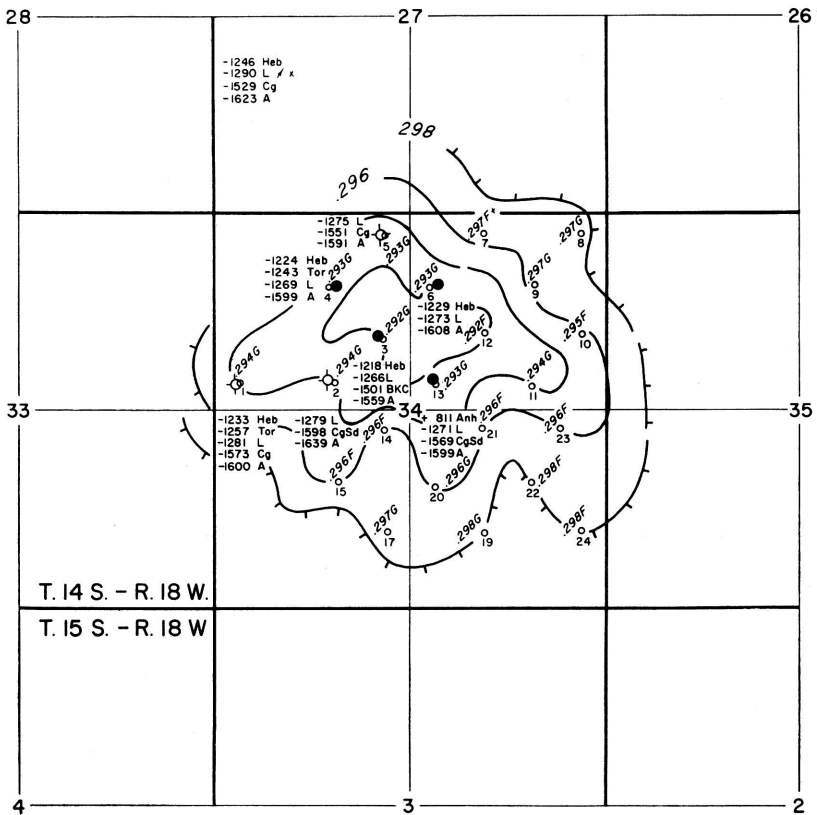 28 27 26
-1246 Heb
-1290 L
-1529 Cg
-1623 A
298
.296
-1275 L
-1551 Cg
-1591 A
5
.293G
.297F+
7
.297G
8
-1224 Heb
-1243 Tor
-1269 L
-1599 A
4
.293G
.293G
6
.297G
9
-1229 Heb
-1273 L
-1608 A
.292G
3
.292F
12
.295F
10
.294G
1
.294G
2
-1218 Heb
-1266 L
-1501 BKC
-1559 A
.293G
13
.294G
11
33 34 35
-1233 Heb
-1257 Tor
-1281 L
-1573 Cg
-1600 A
-1279 L
-1598 CgSd
-1639 A
.296F
14
+ 811 Anh
-1271 L
-1569 CgSd
-1599 A
.296F
21
.296F
23
.296F
15
.296G
20
.298F
22
.297G
17
.298G
19
.298F
24
T. 14 S. – R. 18 W.
T. 15 S. – R. 18 W
4 3 2